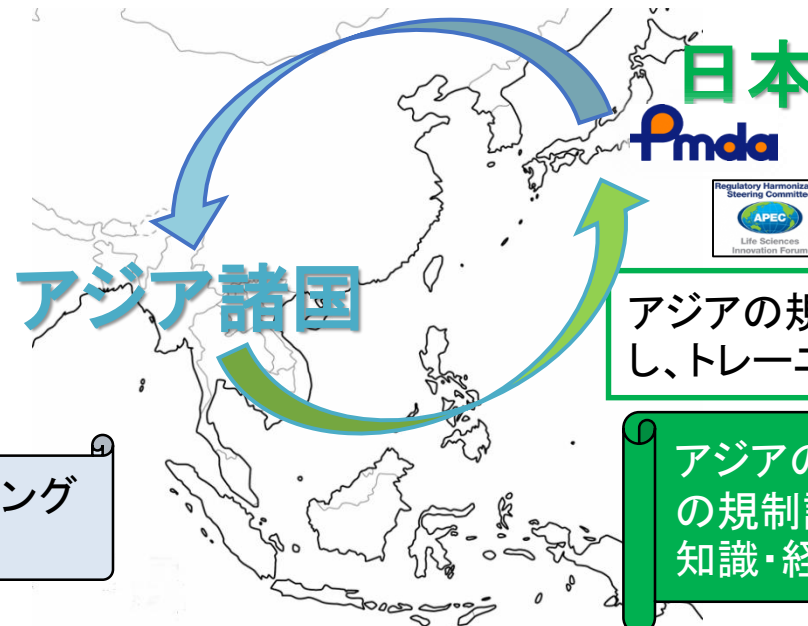 日本
Pmda
Regulatory Harmoniza
Steering Committe
APEC
Life Sciences
Innovation Forum
アジア諸国
アジアの規
し、トレーニ
ング
アジアの
の規制
知識・経